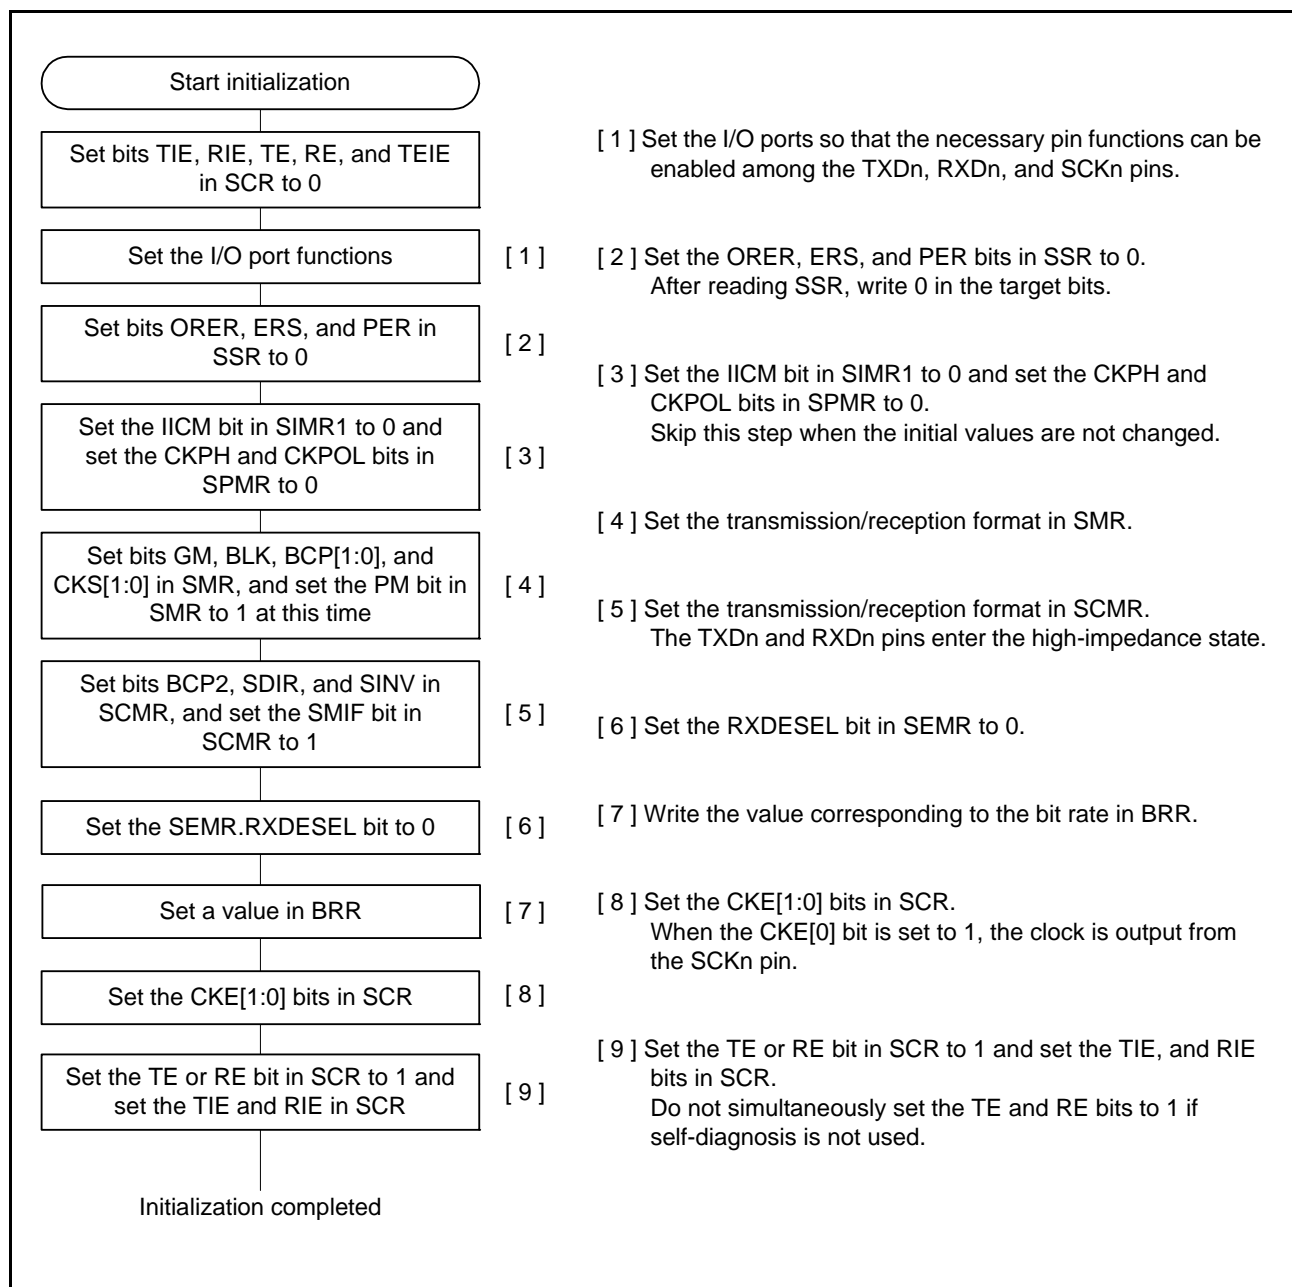 Start initialization
Set bits TIE, RIE, TE, RE, and TEIE
in SCR to 0
Set the I/O port functions
[ 1 ]
Set bits ORER, ERS, and PER in
SSR to 0
[ 2 ]
Set the IICM bit in SIMR1 to 0 and
set the CKPH and CKPOL bits in
SPMR to 0
[ 3 ]
Set bits GM, BLK, BCP[1:0], and
CKS[1:0] in SMR, and set the PM bit in
SMR to 1 at this time
[ 4 ]
Set bits BCP2, SDIR, and SINV in
SCMR, and set the SMIF bit in
SCMR to 1
[ 5 ]
Set the SEMR.RXDESEL bit to 0
[ 6 ]
Set a value in BRR
[ 7 ]
Set the CKE[1:0] bits in SCR
[ 8 ]
Set the TE or RE bit in SCR to 1 and
set the TIE and RIE in SCR
[ 9 ]
Initialization completed
[ 1 ] Set the I/O ports so that the necessary pin functions can be
enabled among the TXDn, RXDn, and SCKn pins.
[ 2 ] Set the ORER, ERS, and PER bits in SSR to 0.
After reading SSR, write 0 in the target bits.
[ 3 ] Set the IICM bit in SIMR1 to 0 and set the CKPH and
CKPOL bits in SPMR to 0.
Skip this step when the initial values are not changed.
[ 4 ] Set the transmission/reception format in SMR.
[ 5 ] Set the transmission/reception format in SCMR.
The TXDn and RXDn pins enter the high-impedance state.
[ 6 ] Set the RXDESEL bit in SEMR to 0.
[ 7 ] Write the value corresponding to the bit rate in BRR.
[ 8 ] Set the CKE[1:0] bits in SCR.
When the CKE[0] bit is set to 1, the clock is output from
the SCKn pin.
[ 9 ] Set the TE or RE bit in SCR to 1 and set the TIE, and RIE
bits in SCR.
Do not simultaneously set the TE and RE bits to 1 if
self-diagnosis is not used.